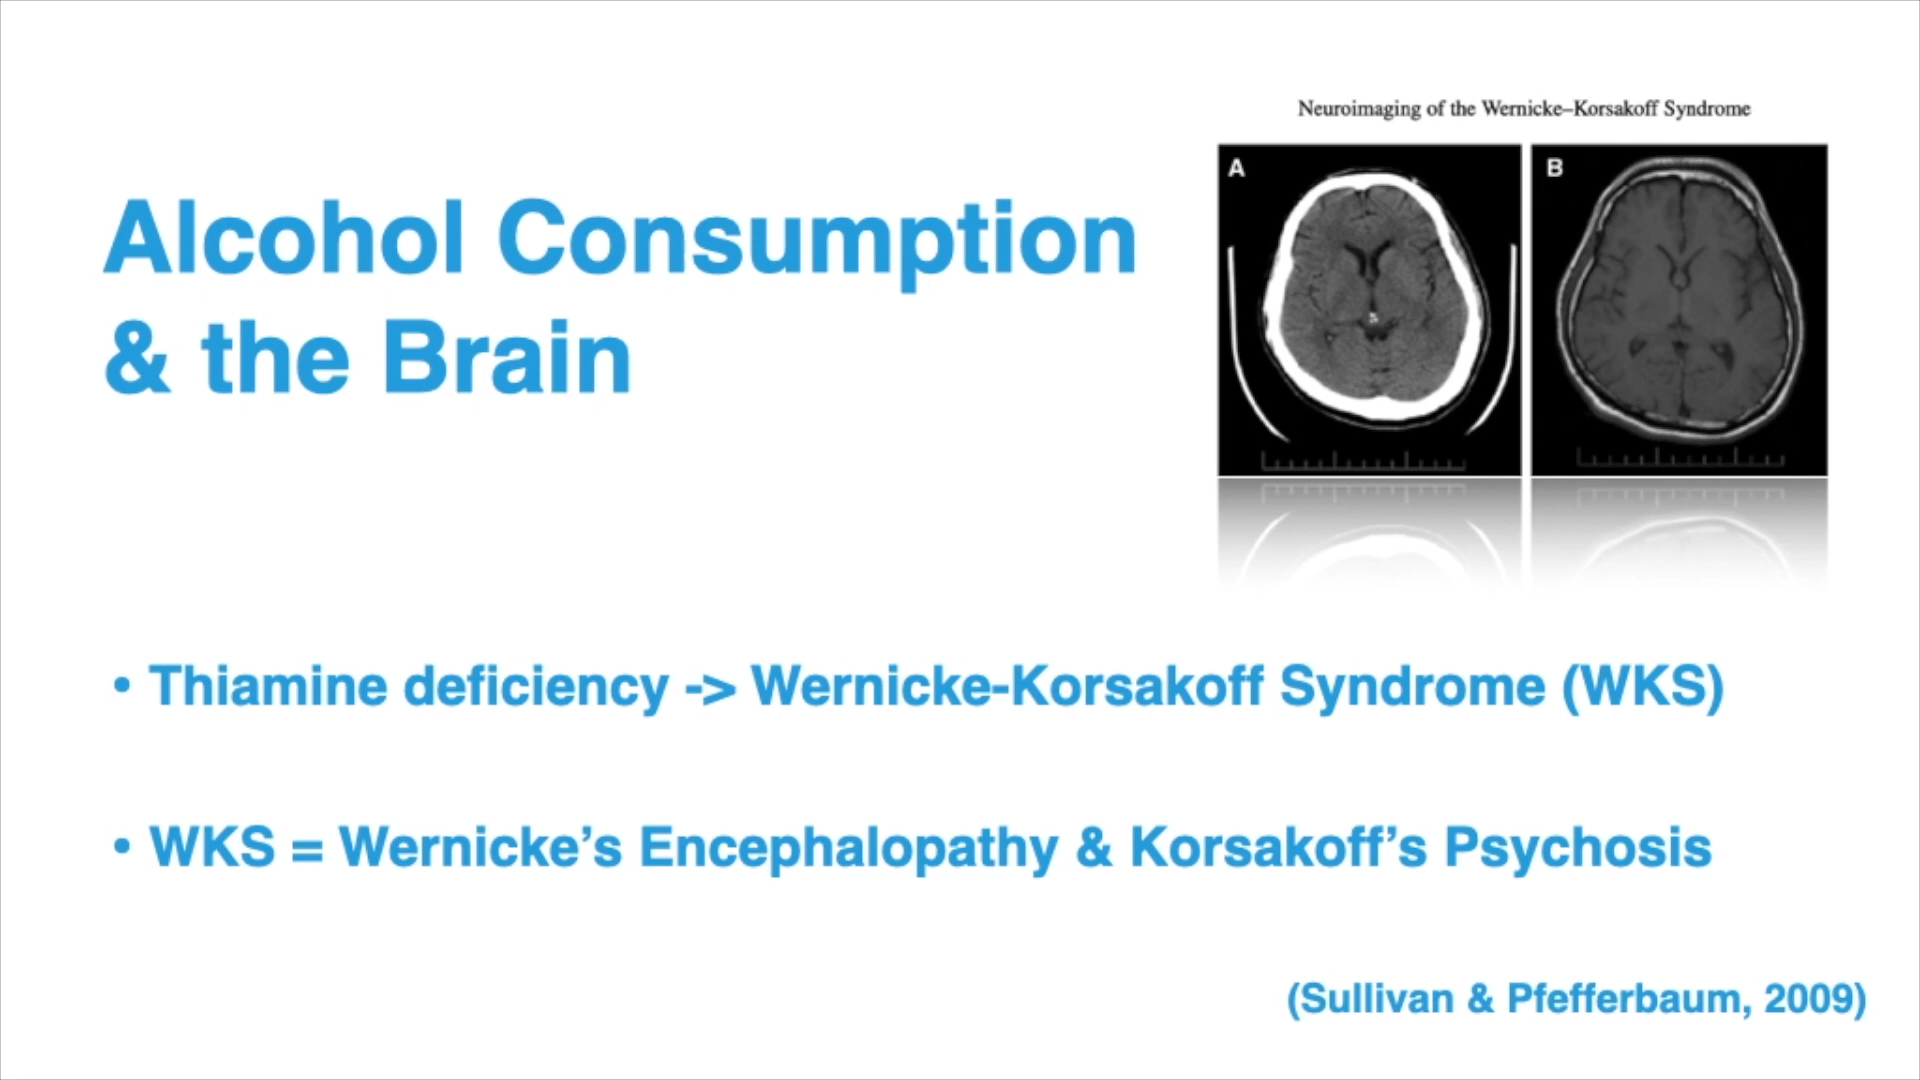 Neuroimaging of the Wernicke–Korsakoff Syndrome
A B
Alcohol Consumption
& the Brain
• Thiamine deficiency -> Wernicke-Korsakoff Syndrome (WKS)
• WKS = Wernicke’s Encephalopathy & Korsakoff’s Psychosis
(Sullivan & Pfefferbaum, 2009)